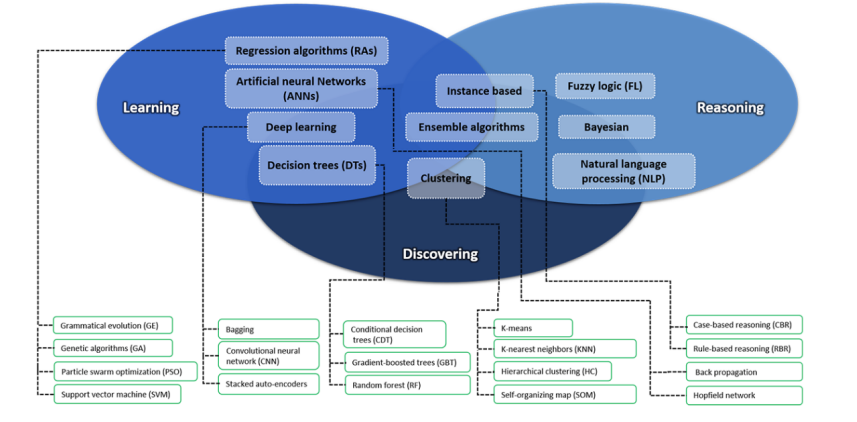 Regression algorithms (RAs)
Artificial neural Networks
(ANNs)
Learning
Deep learning
Decision trees (DTs)
Instance based
Ensemble algorithms
Clustering
Fuzzy logic (FL)
Reasoning
Bayesian
Natural language
processing (NLP)
Discovering
Grammatical evolution (GE)
Genetic algorithms (GA)
Particle swarm optimization (PSO)
Support vector machine (SVM)
Bagging
Convolutional neural
network (CNN)
Stacked auto-encoders
Conditional decision
trees (CDT)
Gradient-boosted trees (GBT)
Random forest (RF)
K-means
K-nearest neighbors (KNN)
Hierarchical clustering (HC)
Self-organizing map (SOM)
Case-based reasoning (CBR)
Rule-based reasoning (RBR)
Back propagation
Hopfield network